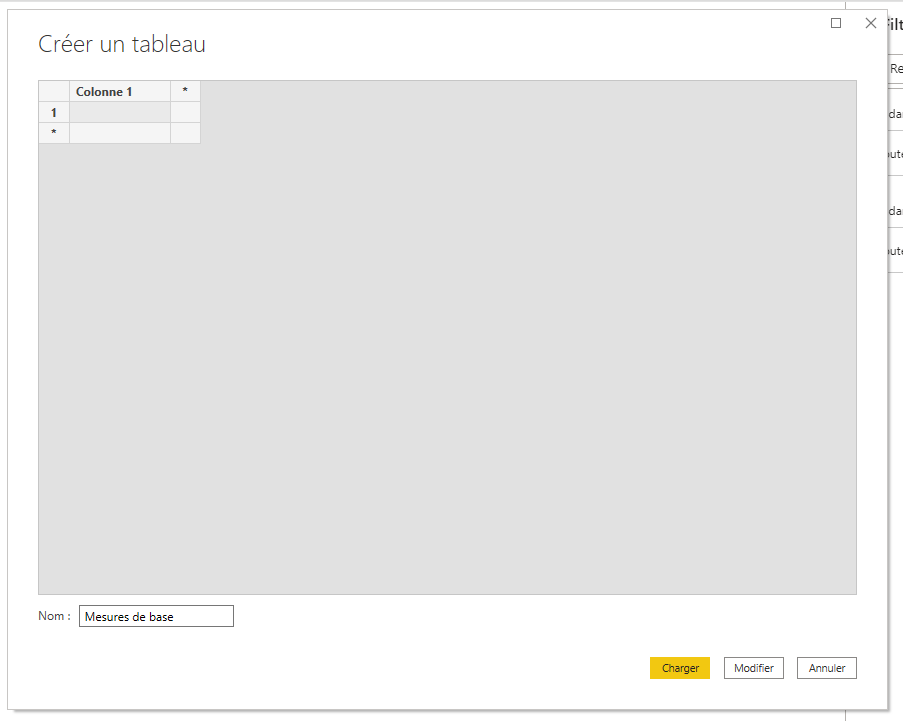 Créer un tableau
Colonne 1 *
1
*
Nom : Mesures de base
Charger Modifier Annuler